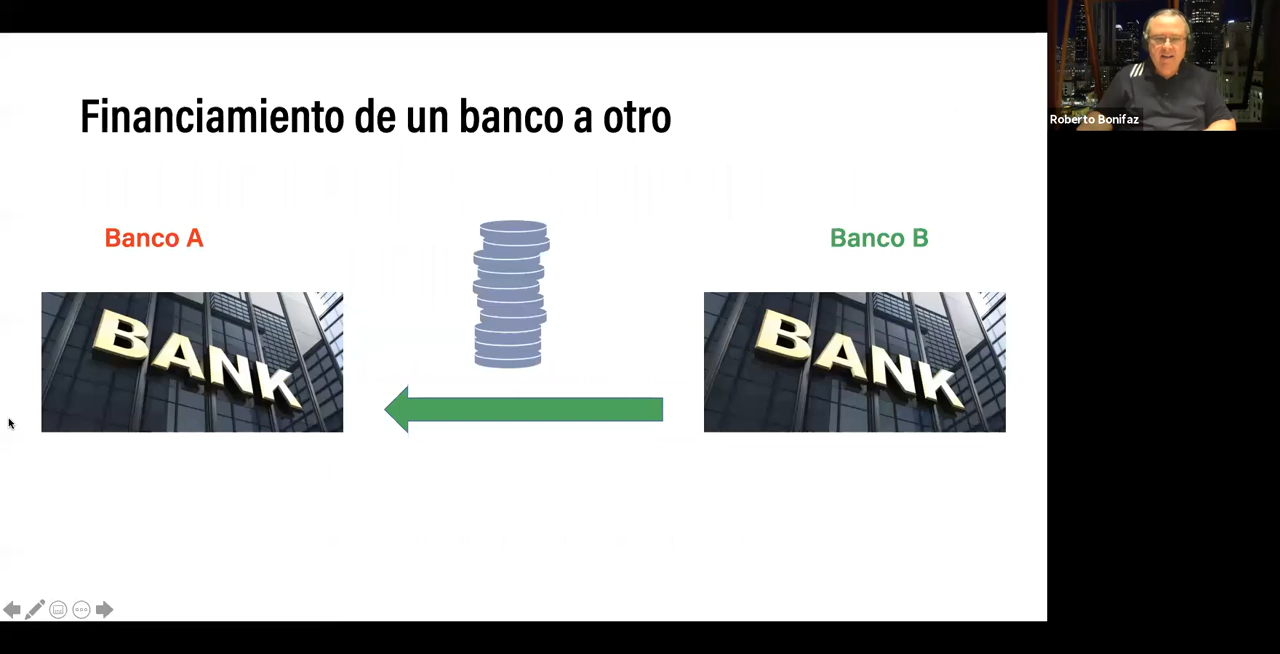 Financiamiento de un banco a otro
Banco A
Banco B
BANK
BANK
Roberto Bonifaz